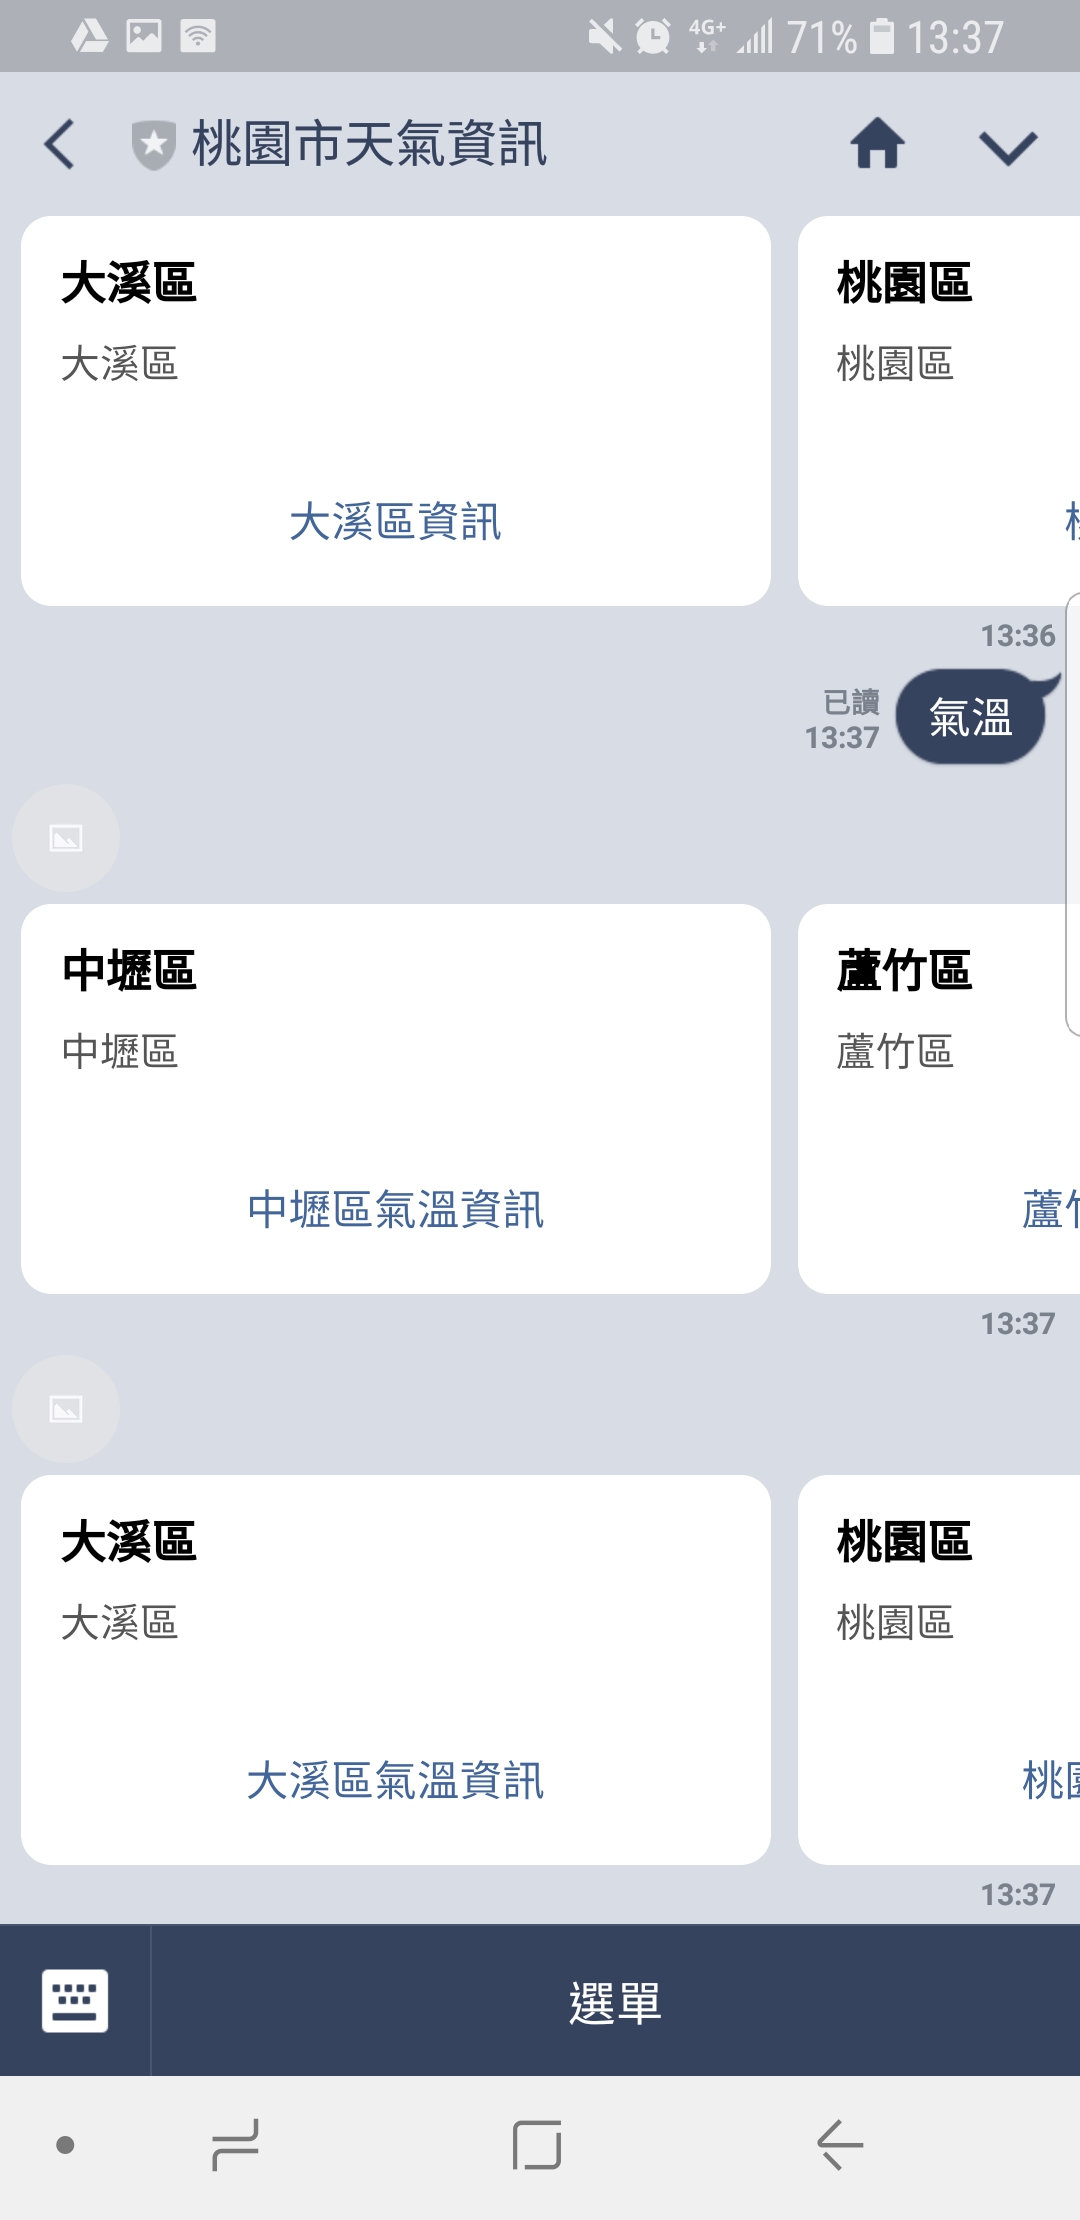 4G+ 71% 13:37
桃園市天氣資訊
大溪區
大溪區
大溪區資訊
桃園區
桃園區
13:36
已讀
13:37
氣溫
中壢區
中壢區
中壢區氣溫資訊
蘆竹區
蘆竹區
蘆竹
13:37
大溪區
大溪區
大溪區氣溫資訊
桃園區
桃園區
桃園
13:37
選單